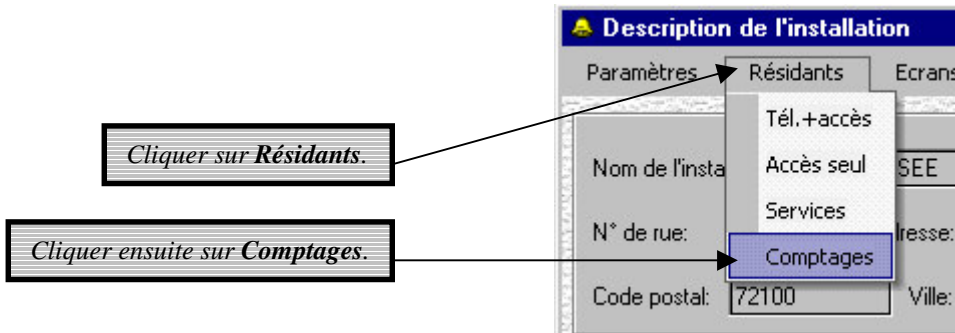 Description de l'installation
Paramètres Résidants Ecrans
Tél.+accès
Cliquer sur Résidants.
Nom de l'insta Accès seul SEE
Services
N° de rue: resse:
Cliquer ensuite sur Comptages.
Comptages
Code postal: 72100 Ville: